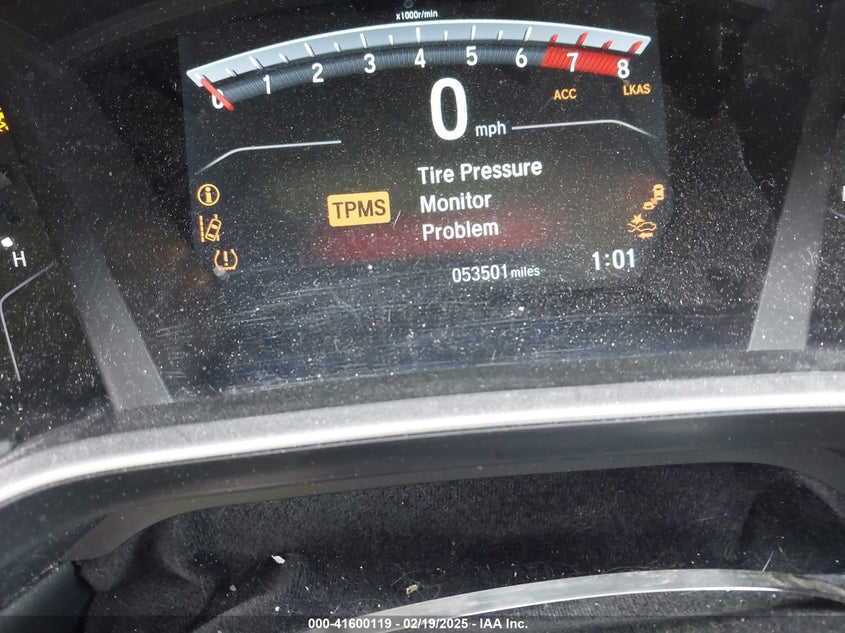 x1000r/min
0 1 2 3 4 5 6 7 8
ACC LKAS
0 mph
Tire Pressure
TPMS Monitor
Problem
H
053501 miles 1:01
000-41600119 - 02/19/2025 - IAA Inc.